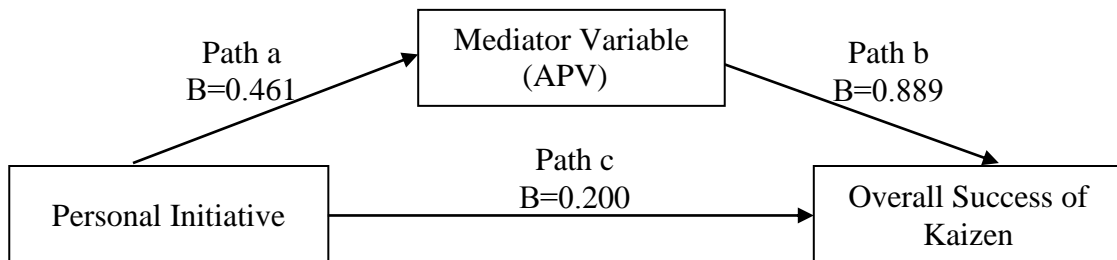 Path a
B=0.461
Mediator Variable
(APV)
Path b
B=0.889
Personal Initiative
Path c
B=0.200
Overall Success of
Kaizen